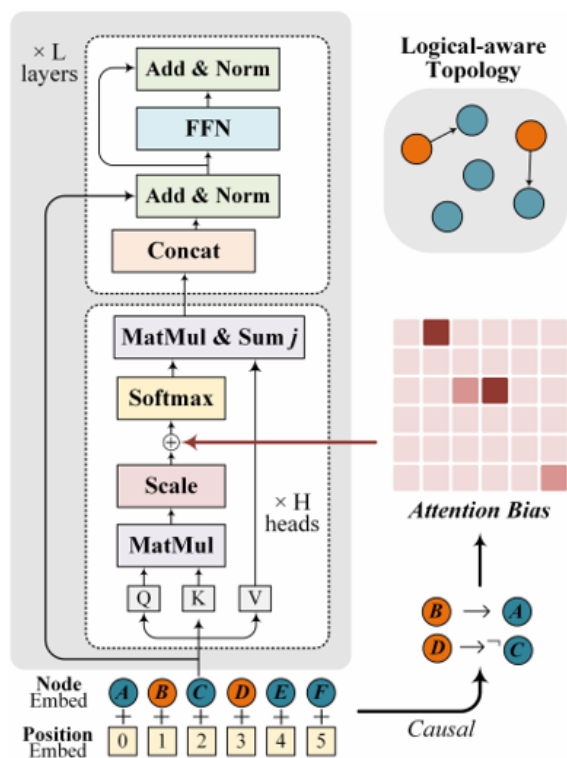 × L
layers
Add & Norm
FFN
Add & Norm
Concat
MatMul & Sum j
Softmax
Scale
× H
heads
MatMul
Q K V
Node
Embed
A B C D E F
+ + + + + +
Position
Embed
0 1 2 3 4 5
Logical-aware
Topology
Attention Bias
B → A
D →¬ C
Causal